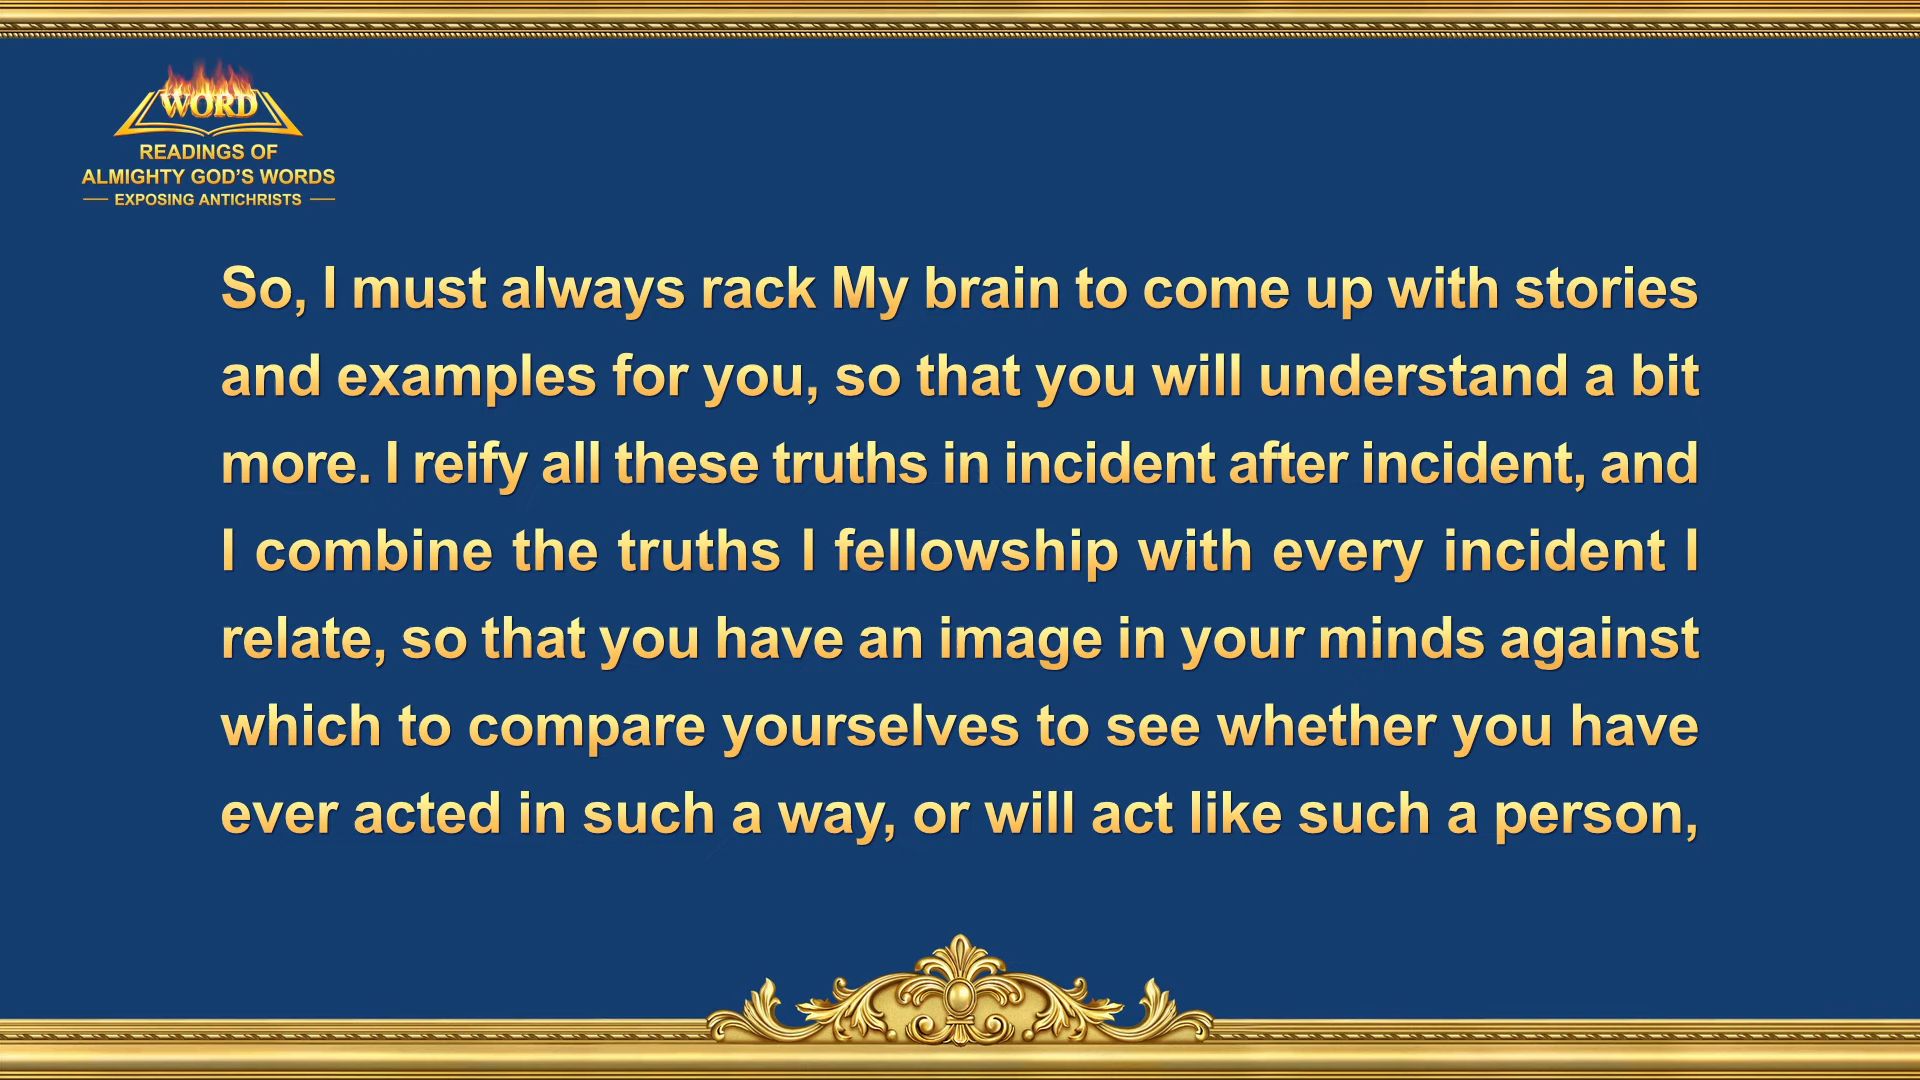 WORD
READINGS OF
ALMIGHTY GOD'S WORDS
EXPOSING ANTICHRISTS
So, I must always rack My brain to come up with stories
and examples for you, so that you will understand a bit
more. I reify all these truths in incident after incident, and
I combine the truths I fellowship with every incident I
relate, so that you have an image in your minds against
which to compare yourselves to see whether you have
ever acted in such a way, or will act like such a person,